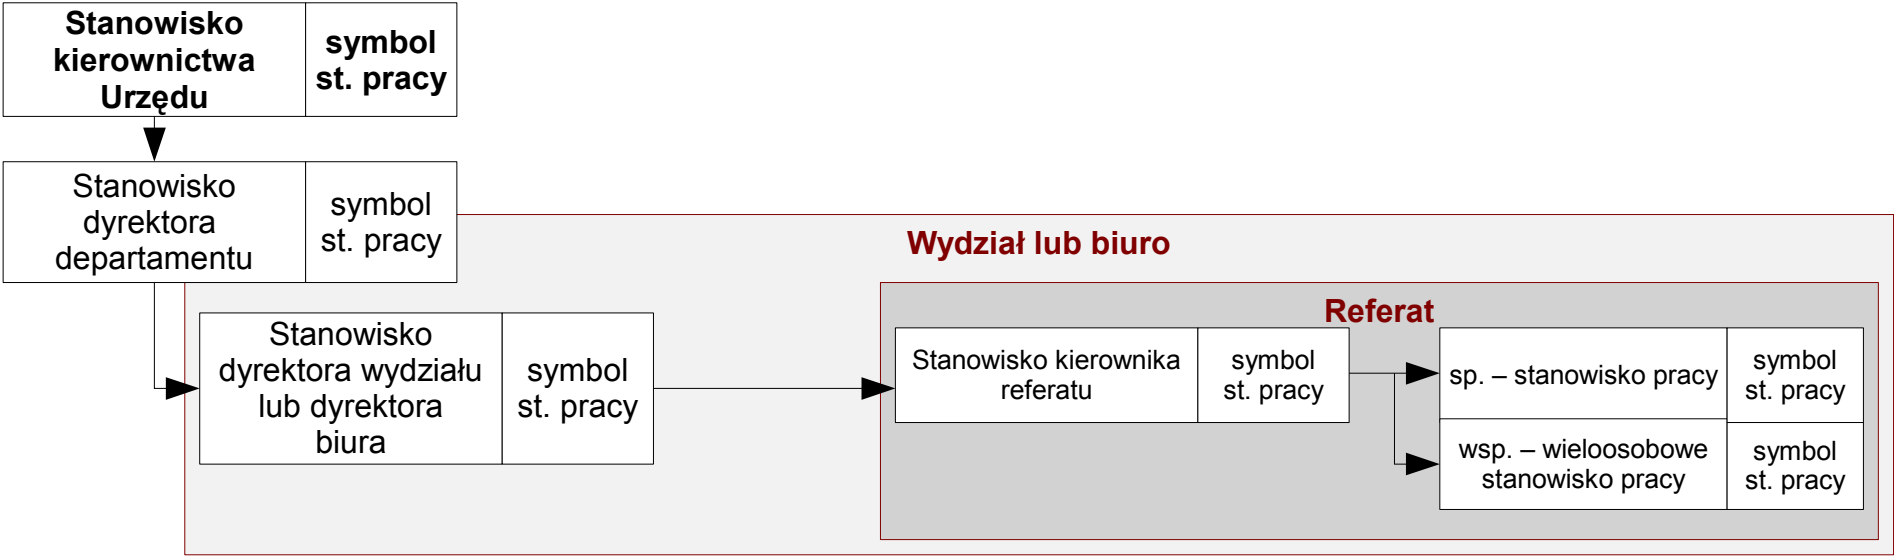 Stanowisko
kierownictwa
Urzędu
symbol
st. pracy
Stanowisko
dyrektora
departamentu
symbol
st. pracy
Wydział lub biuro
Stanowisko
dyrektora wydziału
lub dyrektora
biura
symbol
st. pracy
Referat
Stanowisko kierownika
referatu
symbol
st. pracy
sp. – stanowisko pracy
symbol
st. pracy
wsp. – wieloosobowe
stanowisko pracy
symbol
st. pracy